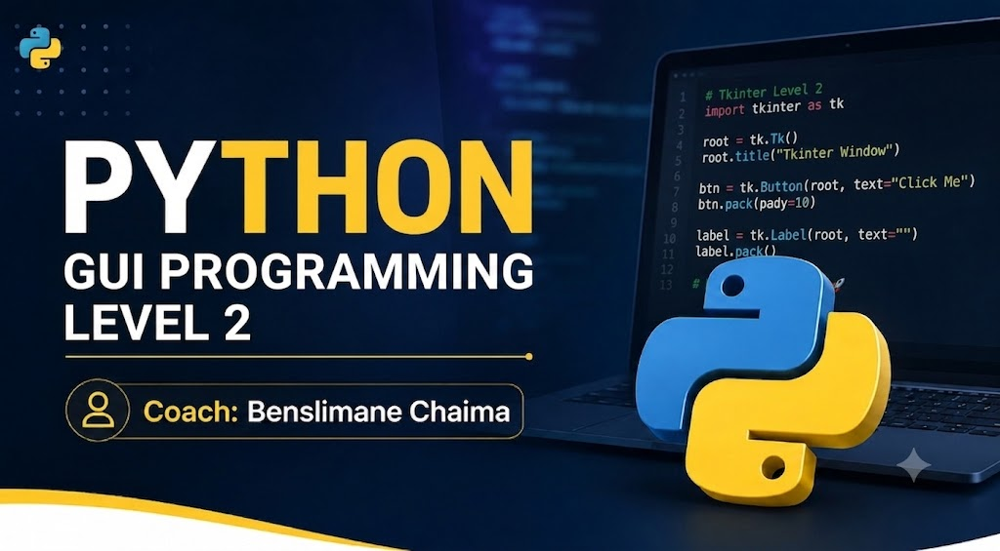 PYTHON
GUI PROGRAMMING
LEVEL 2
Coach: Benslimane Chaima
1 # Tkinter Level 2
2 import tkinter as tk
3
4 root = tk.Tk()
5 root.title("Tkinter Window")
6
7 btn = tk.Button(root, text="Click Me")
8 btn.pack(pady=10)
9
10 label = tk.Label(root, text="")
11 label.pack()
12
13 #